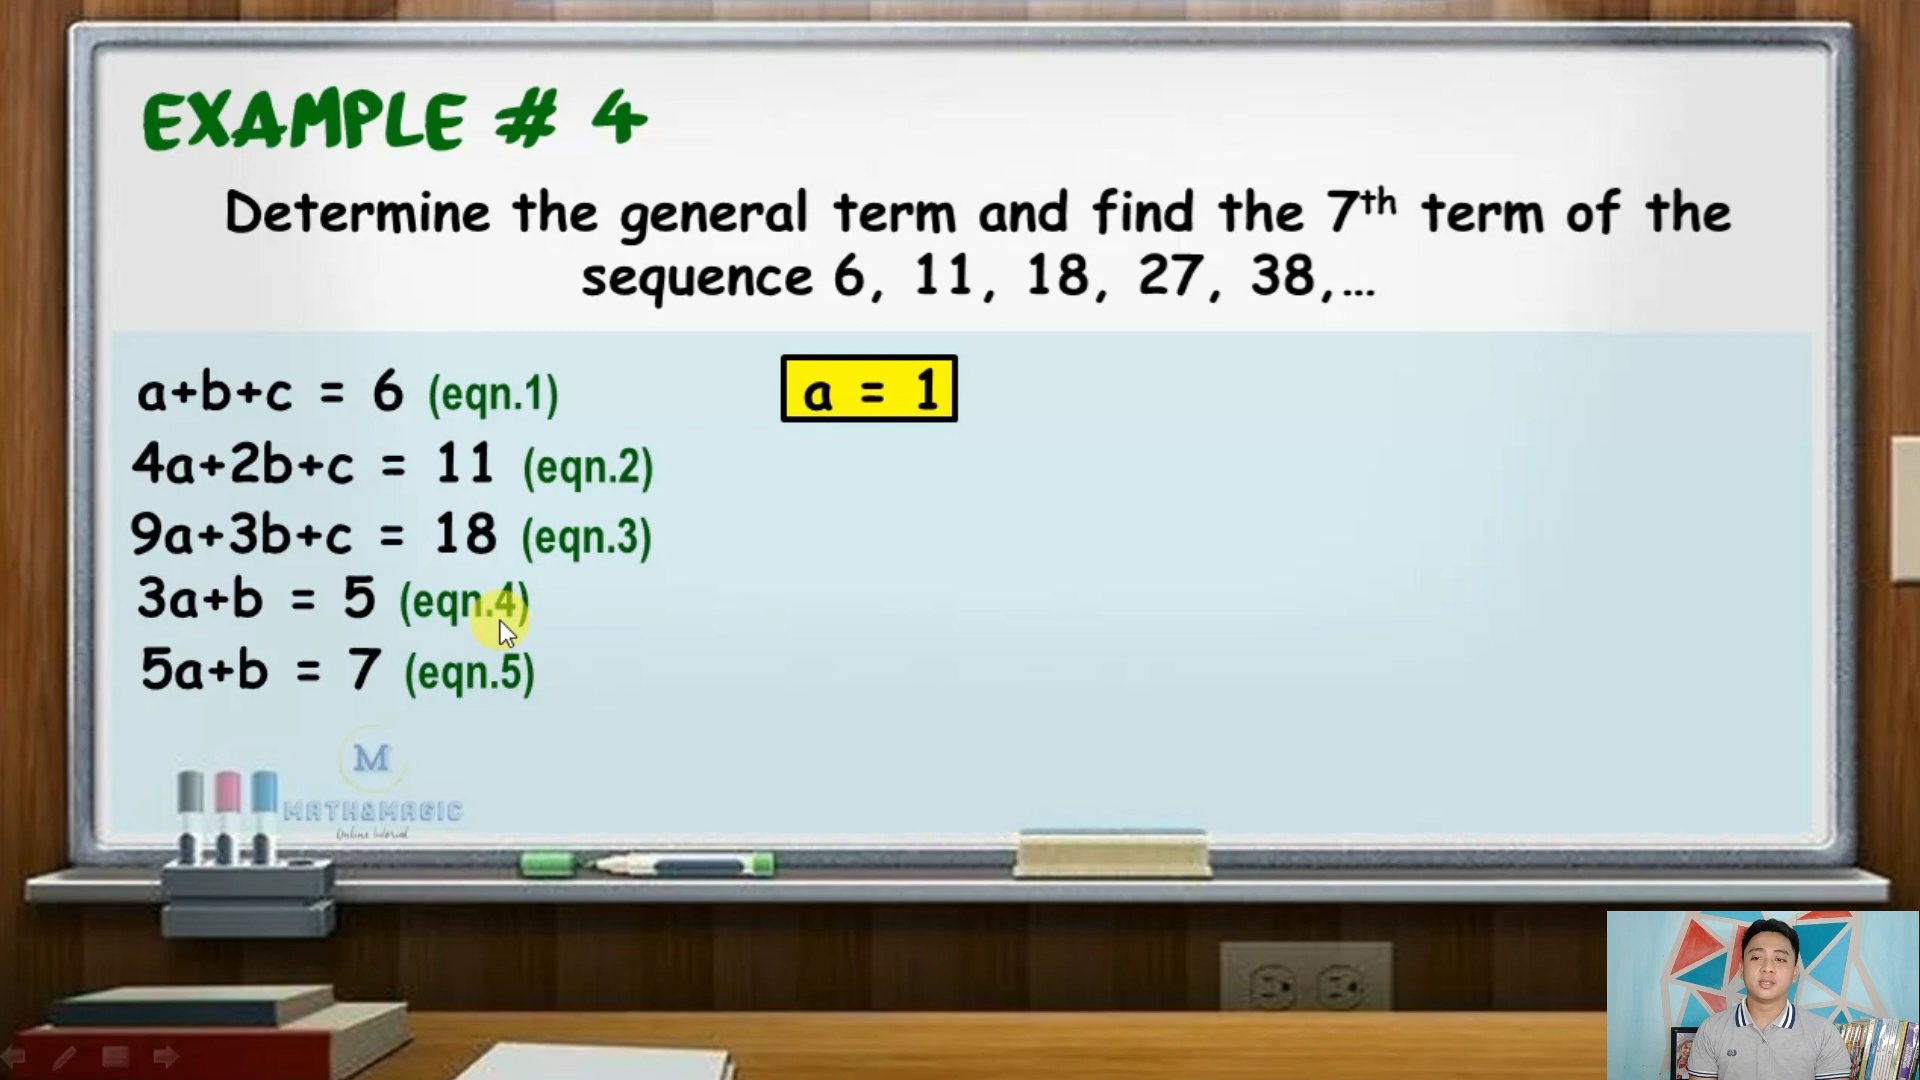 EXAMPLE # 4
Determine the general term and find the 7th term of the
sequence 6, 11, 18, 27, 38,...
a+b+c = 6 (eqn.1)
a = 1
4a+2b+c = 11 (eqn.2)
9a+3b+c = 18 (eqn.3)
3a+b = 5 (eqn.4)
5a+b = 7 (eqn.5)
M
MATH&MAGIC
Online tutorial